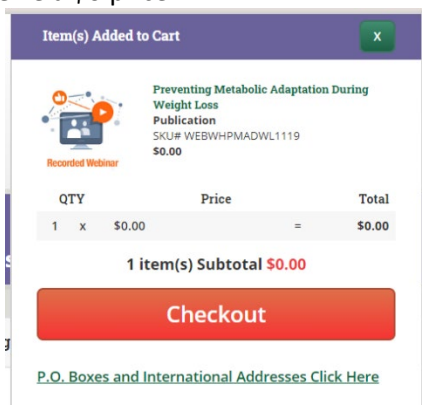 Item(s) Added to Cart
X
Preventing Metabolic Adaptation During
Weight Loss
Publication
SKU# WEBWHPMADWL1119
$0.00
Recorded Webinar
QTY Price Total
1 x $0.00 = $0.00
1 item(s) Subtotal $0.00
Checkout
P.O. Boxes and International Addresses Click Here